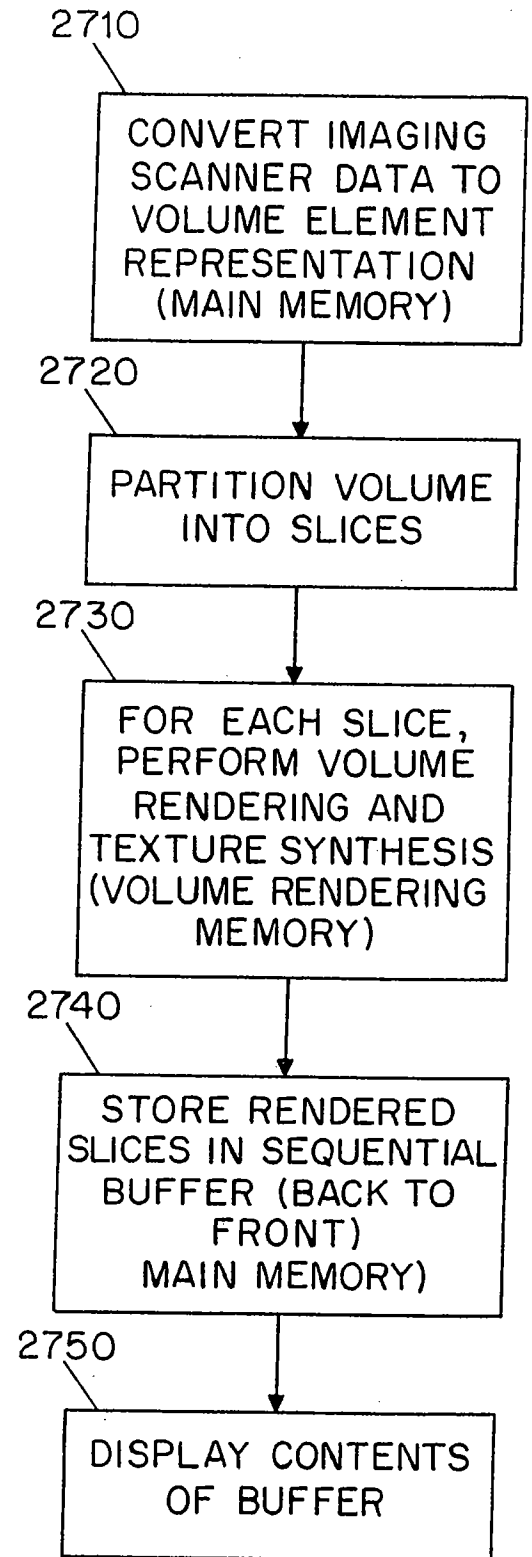 2710
CONVERT IMAGING
SCANNER DATA TO
VOLUME ELEMENT
REPRESENTATION
(MAIN MEMORY)
2720
PARTITION VOLUME
INTO SLICES
2730
FOR EACH SLICE,
PERFORM VOLUME
RENDERING AND
TEXTURE SYNTHESIS
(VOLUME RENDERING
MEMORY)
2740
STORE RENDERED
SLICES IN SEQUENTIAL
BUFFER (BACK TO
FRONT)
MAIN MEMORY)
2750
DISPLAY CONTENTS
OF BUFFER